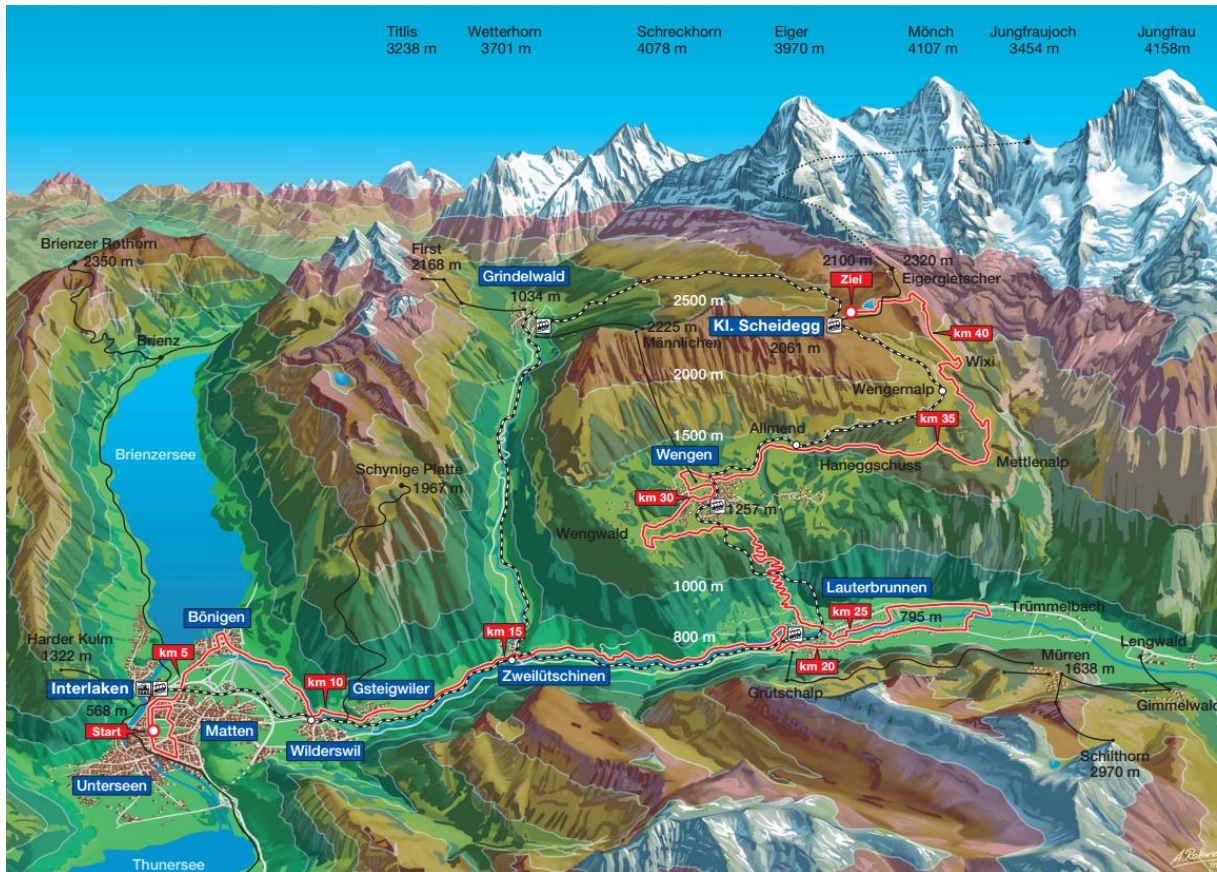 Titlis
3238 m
Wetterhorn
3701 m
Schreckhorn
4078 m
Eiger
3970 m
Mönch
4107 m
Jungfraujoch
3454 m
Jungfrau
4158m
Brienzer Rothorn
2350 m
First
2168 m
Grindelwald
1034 m
2100 m
2320 m
Eigergletscher
Ziel
2500 m
Kl. Scheidegg
2061 m
2225 m
Männlichen
km 40
Wixi
Brienz
2000 m
Wengernalp
km 35
1500 m
Allmend
Wengen
Haneggschuss
Mettlenalp
Brienzersee
Schynige Platte
1967 m
km 30
1257 m
Wengwald
1000 m
Lauterbrunnen
km 25
795 m
Trümmelbach
Bönigen
800 m
Harder Kulm
1322 m
km 5
km 15
Lengwald
km 20
Mürren
1638 m
Zweilütschinen
Grütschalp
Interlaken
568 m
km 10
Gsteigwiler
Gimmelwald
Start
Matten
Wilderswil
Schilthorn
2970 m
Unterseen
Thunersee